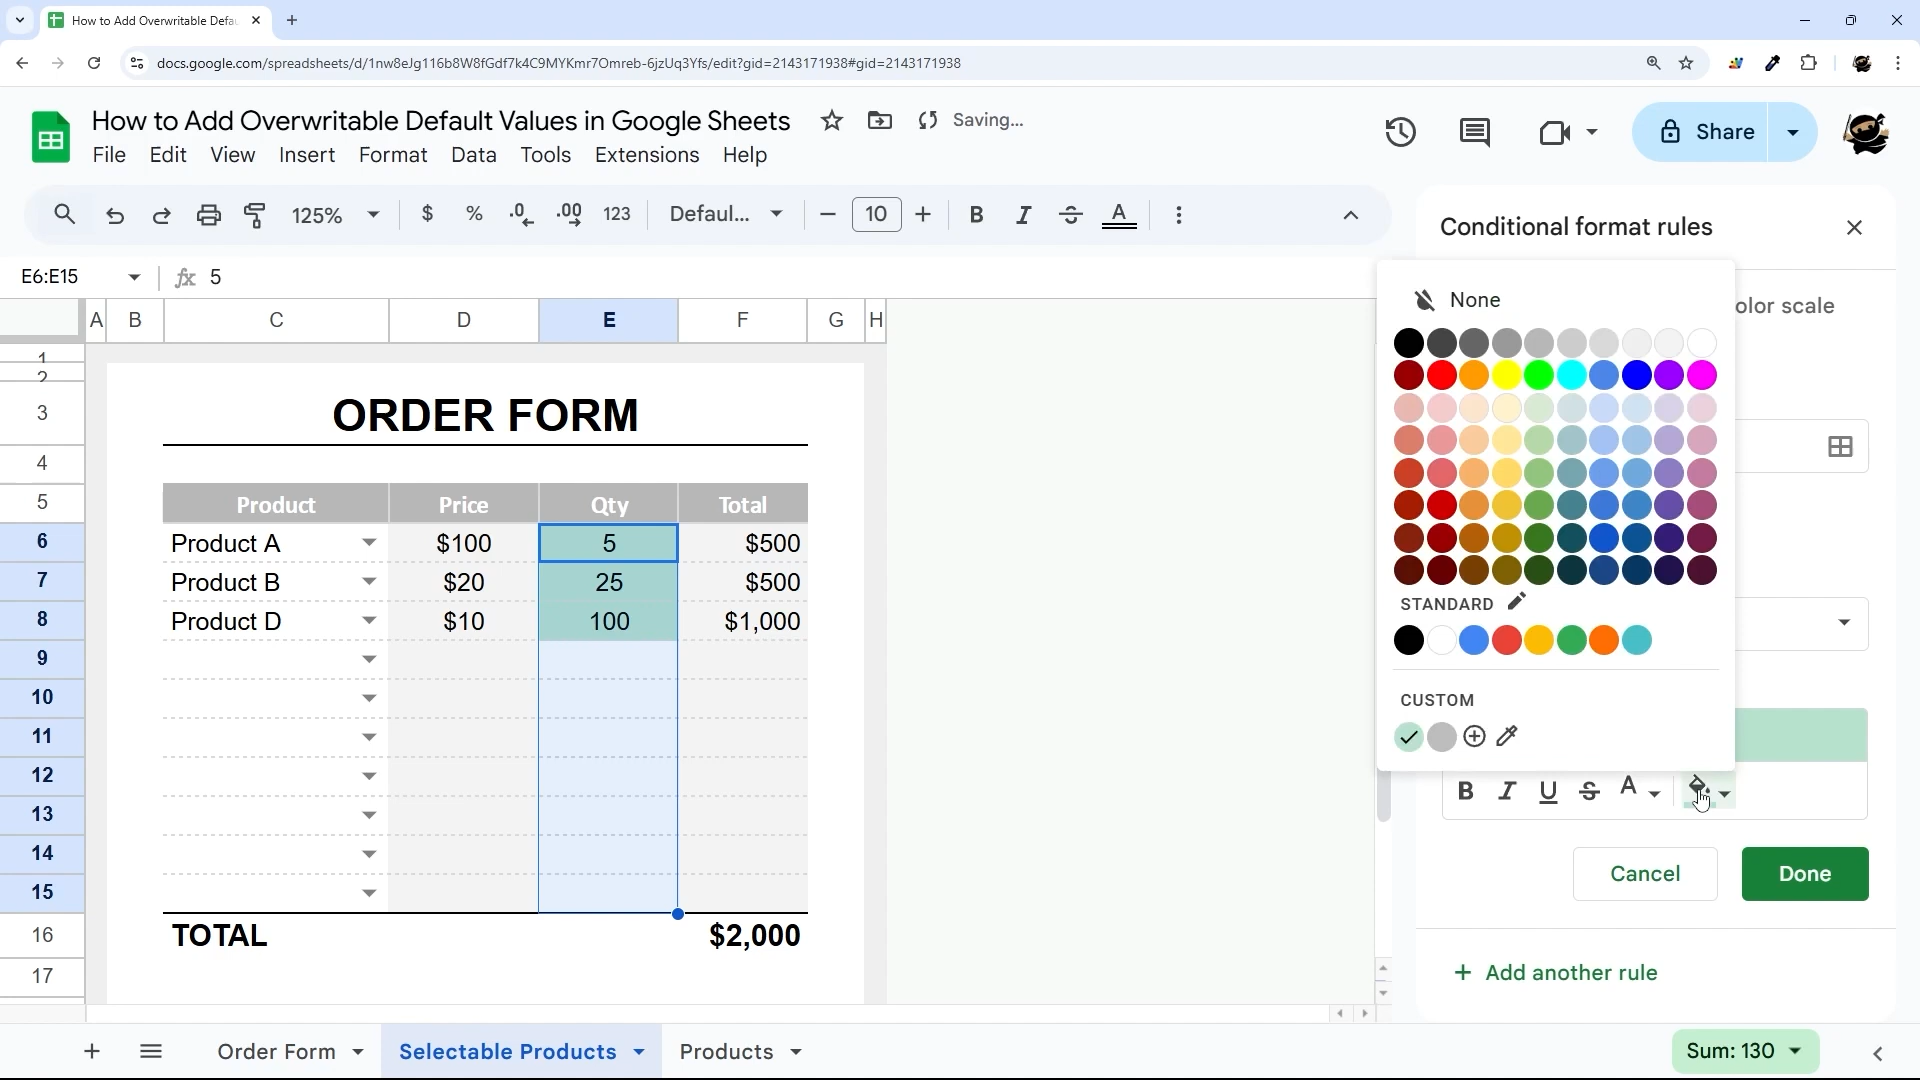 How to Add Overwritable Defau
docs.google.com/spreadsheets/d/1nw8eJg116b8W8fGdf7k4C9MYKmr7Omreb-6jzUq3Yfs/edit?gid=2143171938#gid=2143171938
How to Add Overwritable Default Values in Google Sheets
Saving...
File Edit View Insert Format Data Tools Extensions Help
Share
125% $ % .0 .00 123 Defaul... 10 B I S A
Conditional format rules
E6:E15 fx 5
None
olor scale
A B C D E F G H
1
2
3 ORDER FORM
4
5 Product Price Qty Total
6 Product A $100 5 $500
7 Product B $20 25 $500
8 Product D $10 100 $1,000
9
10
11
12
13
14
15
16 TOTAL $2,000
17
STANDARD
CUSTOM
B I U S A
Cancel Done
+ Add another rule
Order Form Selectable Products Products
Sum: 130